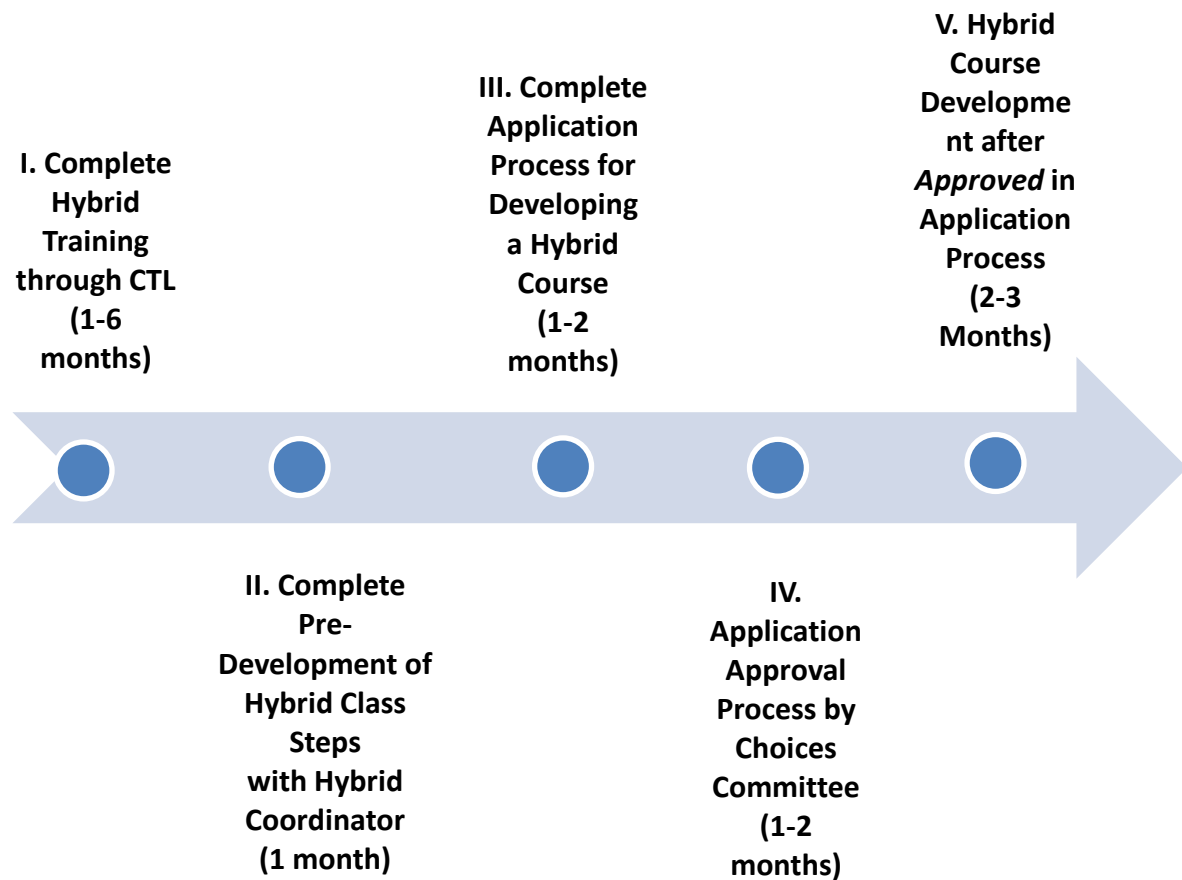 I. Complete
Hybrid
Training
through CTL
(1-6
months)
II. Complete
Pre-
Development of
Hybrid Class
Steps
with Hybrid
Coordinator
(1 month)
III. Complete
Application
Process for
Developing
a Hybrid
Course
(1-2
months)
IV.
Application
Approval
Process by
Choices
Committee
(1-2
months)
V. Hybrid
Course
Developme
nt after
Approved in
Application
Process
(2-3
Months)